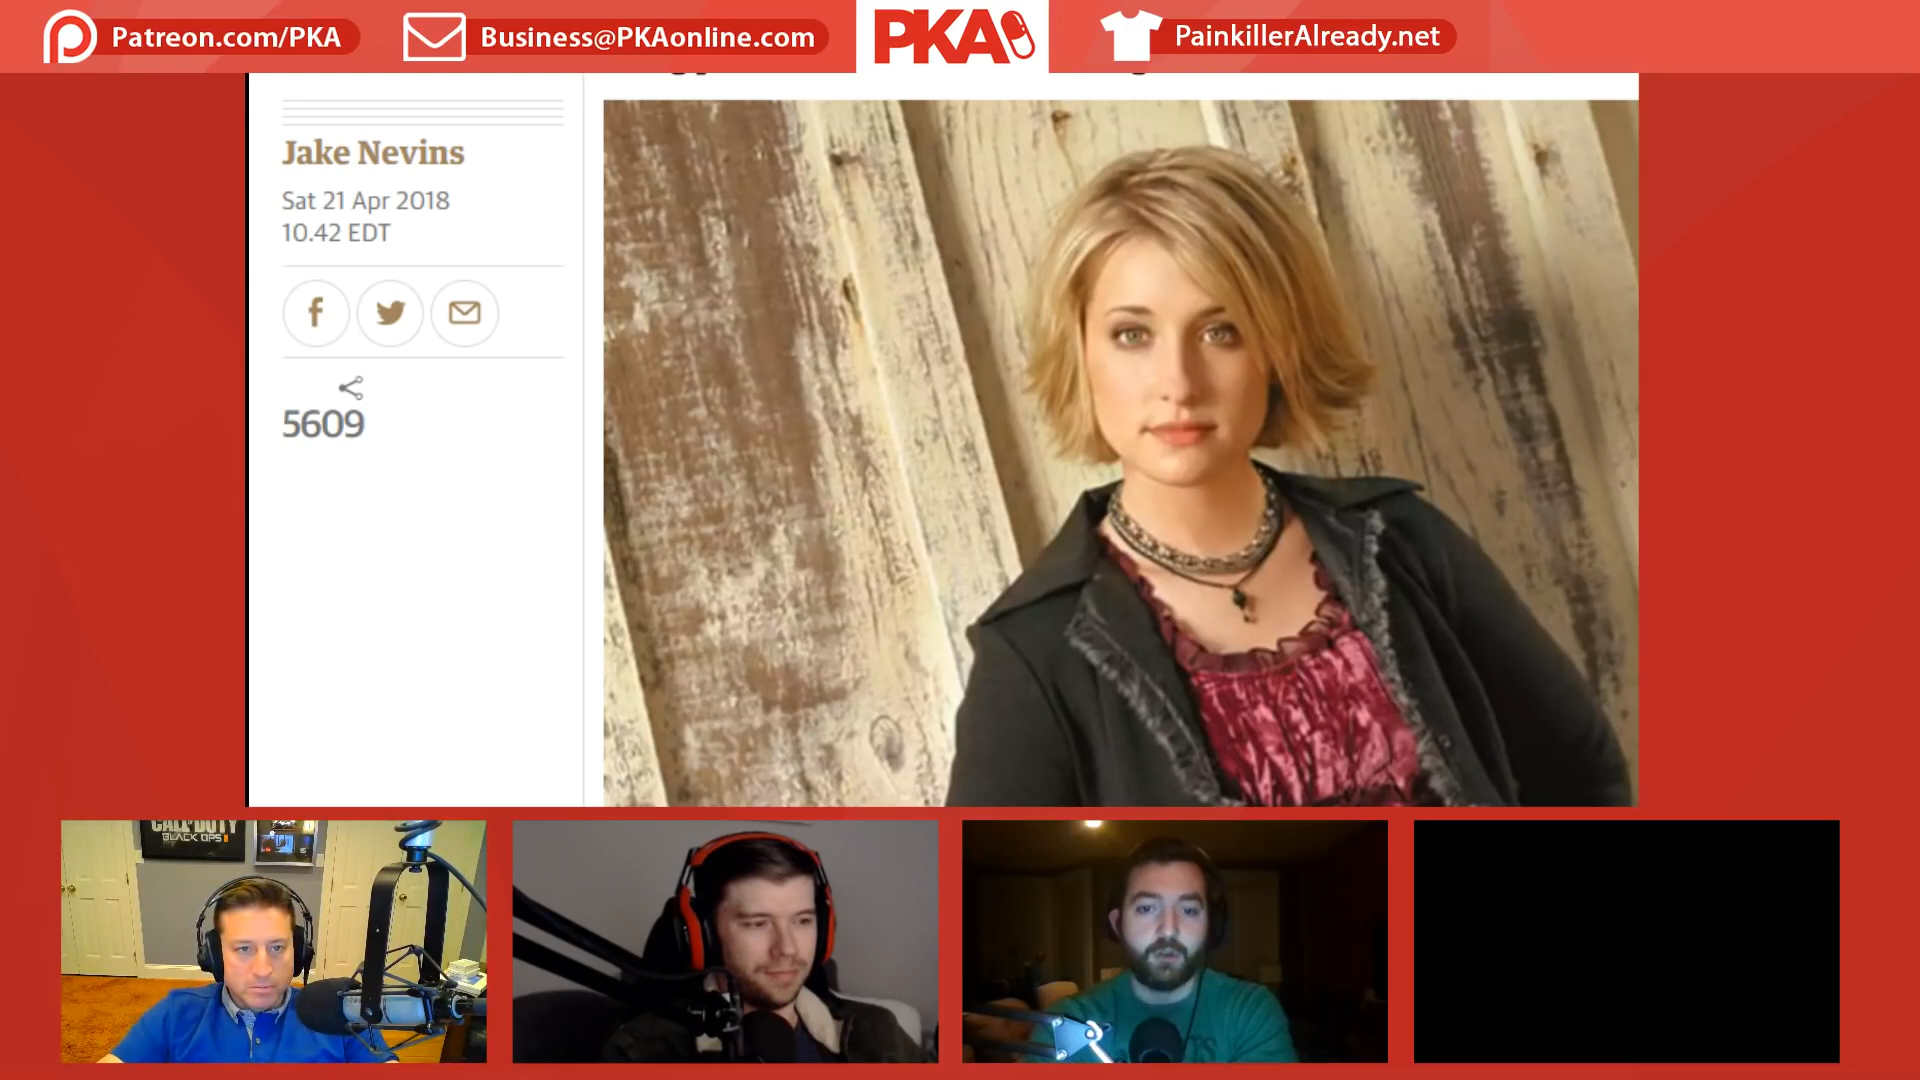 Patreon.com/PKA
Business@PKAonline.com
PKA
PainkillerAlready.net
Jake Nevins
Sat 21 Apr 2018
10.42 EDT
5609
CALL OF DUTY
BLACK OPS II